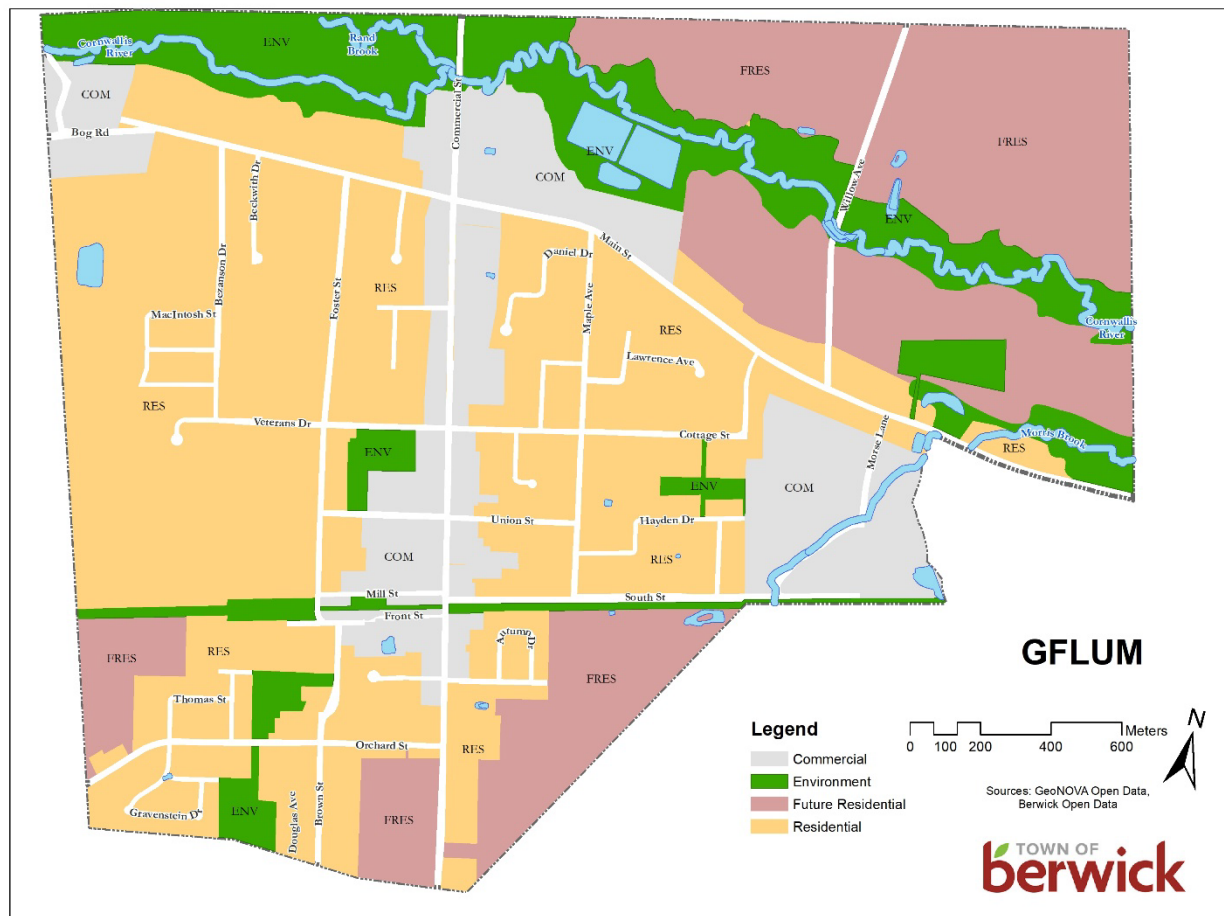 ENV
Rand
Brook
Cornwallis
River
Commercial St
FRES
COM
Bog Rd
FRES
ENV
COM
Willow Ave
ENV
Beckwith Dr
Main St
Daniel Dr
Bezanson Dr
Foster St
RES
Maple Ave
MacIntosh St
RES
Lawrence Ave
Cornwallis
River
RES
Veterans Dr
Cottage St
Morse Lane
Morris Brook
RES
ENV
ENV
COM
Union St
Hayden Dr
COM
RES
Mill St
South St
Front St
Autumn Dr
FRES
RES
FRES
Thomas St
Orchard St
RES
Gravenstein Dr
ENV
Douglas Ave
Brown St
FRES
GFLUM
Legend
Commercial
Environment
Future Residential
Residential
Meters
0 100 200 400 600
N
Sources: GeoNOVA Open Data,
Berwick Open Data
TOWN OF
berwick